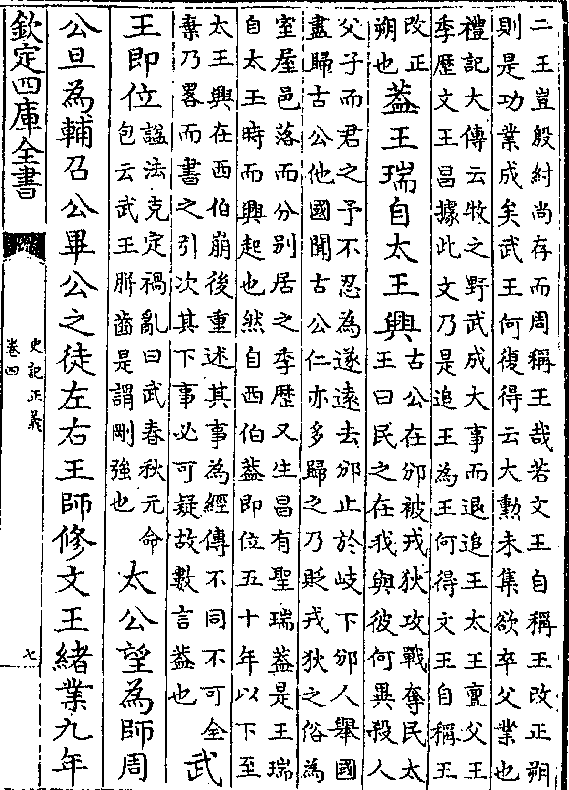 二王豈殷紂尚存而周稱王哉若文王自稱王改正朔
則是功業成矣武王何復得云大勲未集欲卒父業也
禮記大傳云牧之野武成大事而退追王太王亶父王
季歷文王昌據此文乃是追王為王何得文王自稱王
改正
朔也
葢王瑞自太王興
古公在邠被戎狄攻戰奪民太
王曰民之在我與彼何異殺人
父子而君之予不忍為遂遠去邠止於岐下邠人舉國
盡歸古公他國聞古公仁亦多歸之乃貶戎狄之俗為
室屋邑落而分別居之季歷又生昌有聖瑞葢是王瑞
自太王時而興起也然自西伯葢即位五十年以下至
太王興在西伯崩後重述其事為經傳不同不可全
棄乃畧而書之引次其下事必可疑故數言葢也
武
王即位
諡法克定禍亂曰武春秋元命
包云武王胼齒是謂剛強也
太公望為師周
公旦為輔召公畢公之徒左右王師修文王緒業九年
欽定四庫全書
史記正義
卷四
七